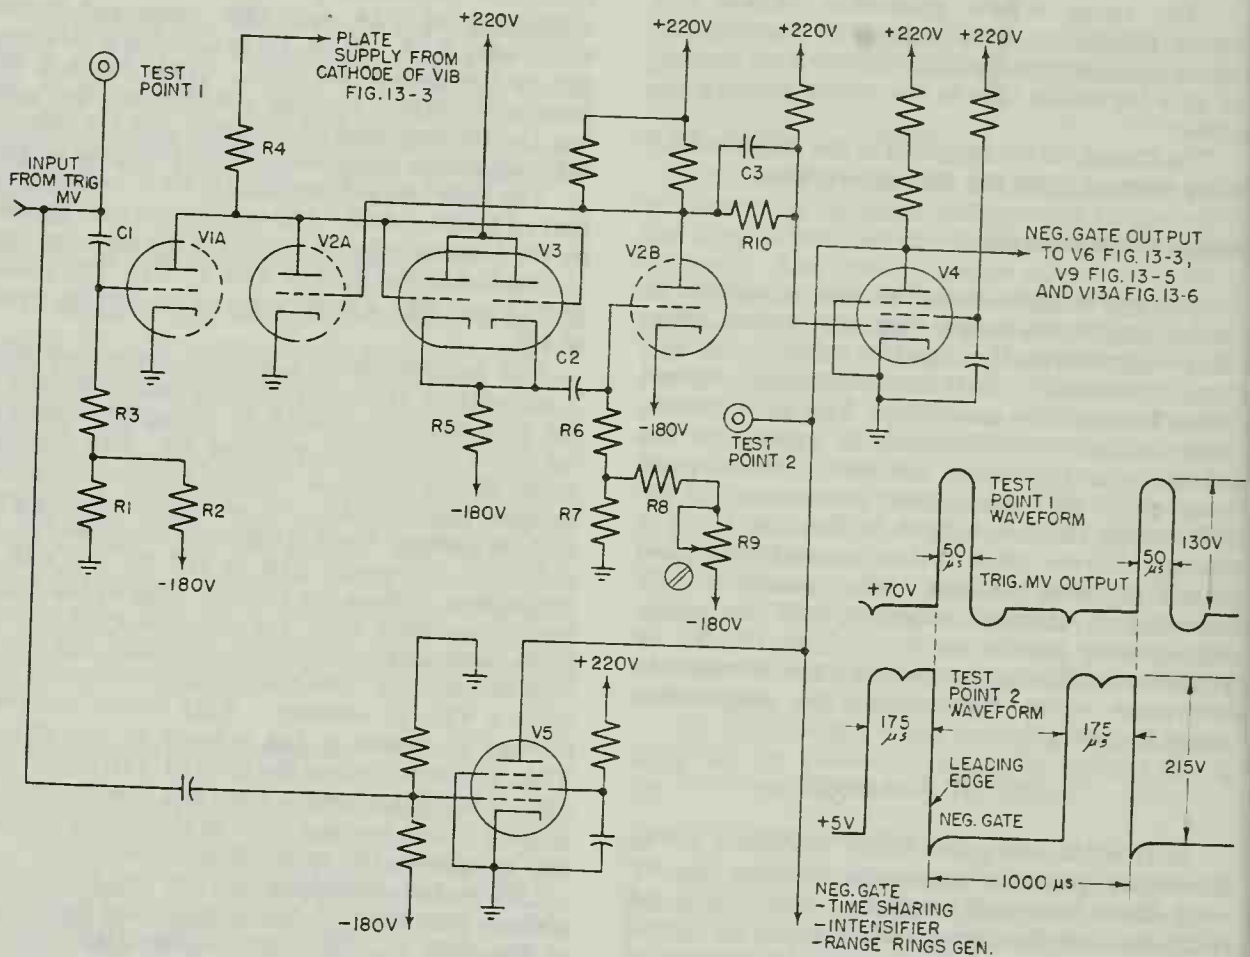 +220V
+220V
+220V
+220V
+220V
PLATE
SUPPLY FROM
CATHODE OF V1B
FIG. 13-3
TEST
POINT 1
R4
INPUT
FROM TRIG
MV
C1
V1A
V2A
V3
V2B
C3
R10
V4
NEG. GATE OUTPUT
TO V6 FIG. 13-3,
V9 FIG. 13-5
AND V13A FIG. 13-6
C2
R3
R5
R6
-180V
TEST
POINT 2
R1
R2
-180V
R7
R8
R9
-180V
-180V
TEST
POINT 1
WAVEFORM
50
μs
50
μs
130V
+70V
TRIG. MV OUTPUT
+220V
V5
-180V
TEST
POINT 2
WAVEFORM
175
μs
175
μs
215V
LEADING
EDGE
+5V
NEG. GATE
1000 μs
NEG. GATE
-TIME SHARING
-INTENSIFIER
-RANGE RINGS GEN.